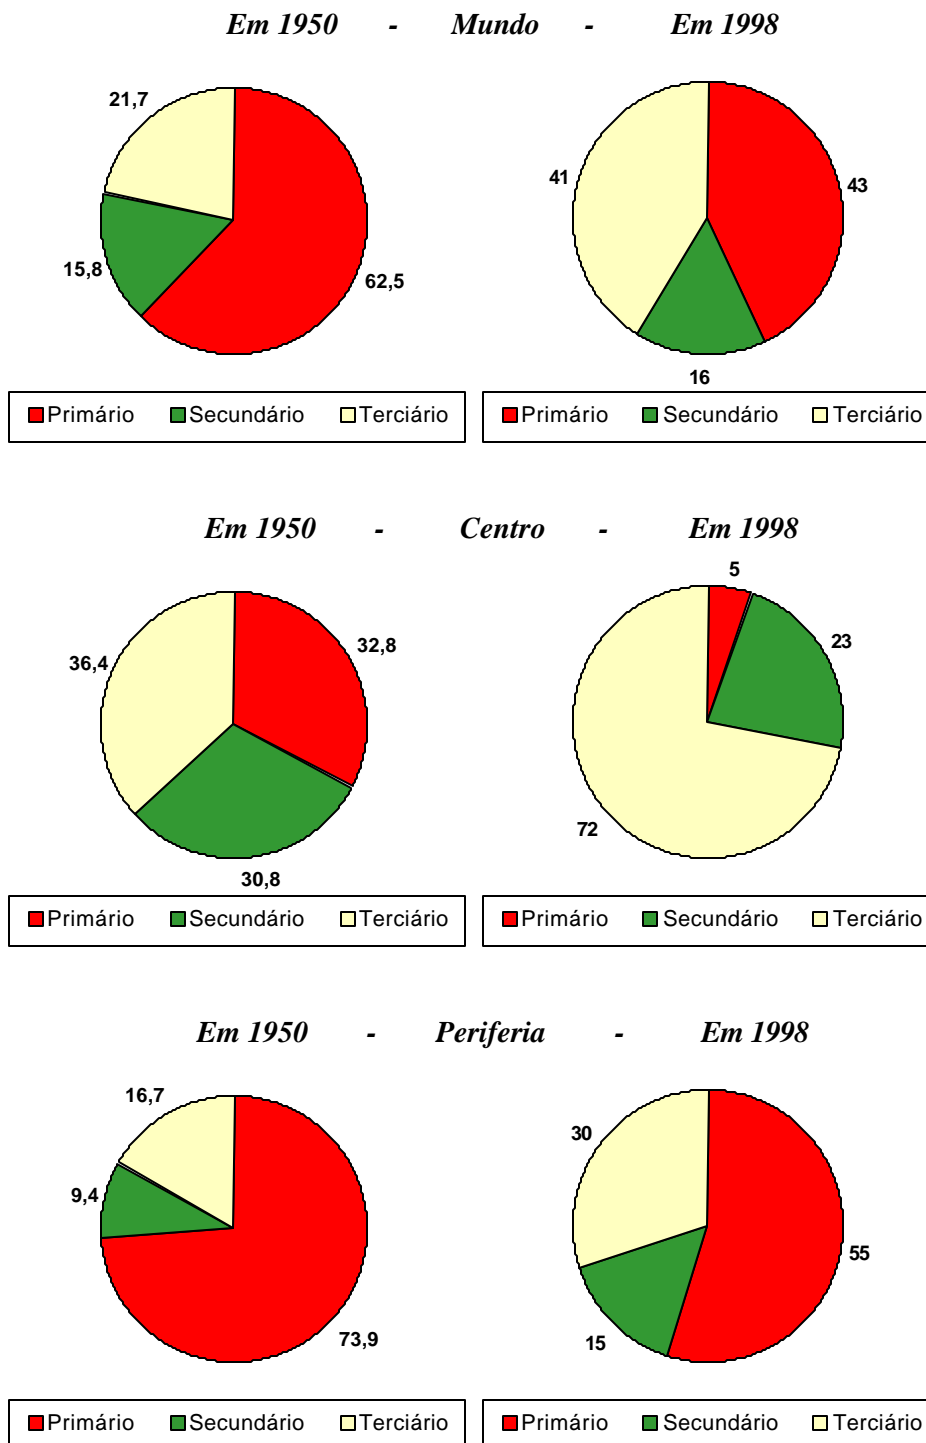 Em 1950 - Mundo - Em 1998
21,7
15,8
62,5
41
43
16
Primário Secundário Terciário
Primário Secundário Terciário
Em 1950 - Centro - Em 1998
36,4
32,8
30,8
5
23
72
Primário Secundário Terciário
Primário Secundário Terciário
Em 1950 - Periferia - Em 1998
16,7
9,4
73,9
30
55
15
Primário Secundário Terciário
Primário Secundário Terciário